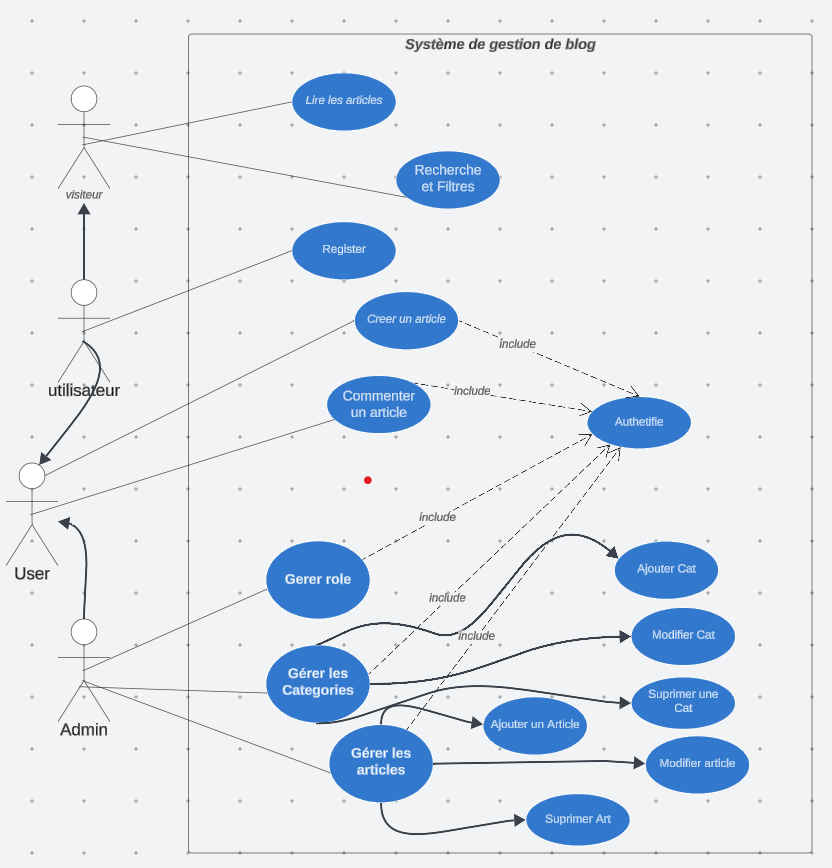 Système de gestion de blog
Lire les articles
Recherche
et Filtres
visiteur
Register
Creer un article
include
utilisateur
Commenter
un article
include
Authetifie
include
User
Gerer role
Ajouter Cat
include
include
Modifier Cat
Gérer les
Categories
Suprimer une
Cat
Admin
Ajouter un Article
Gérer les
articles
Modifier article
Suprimer Art